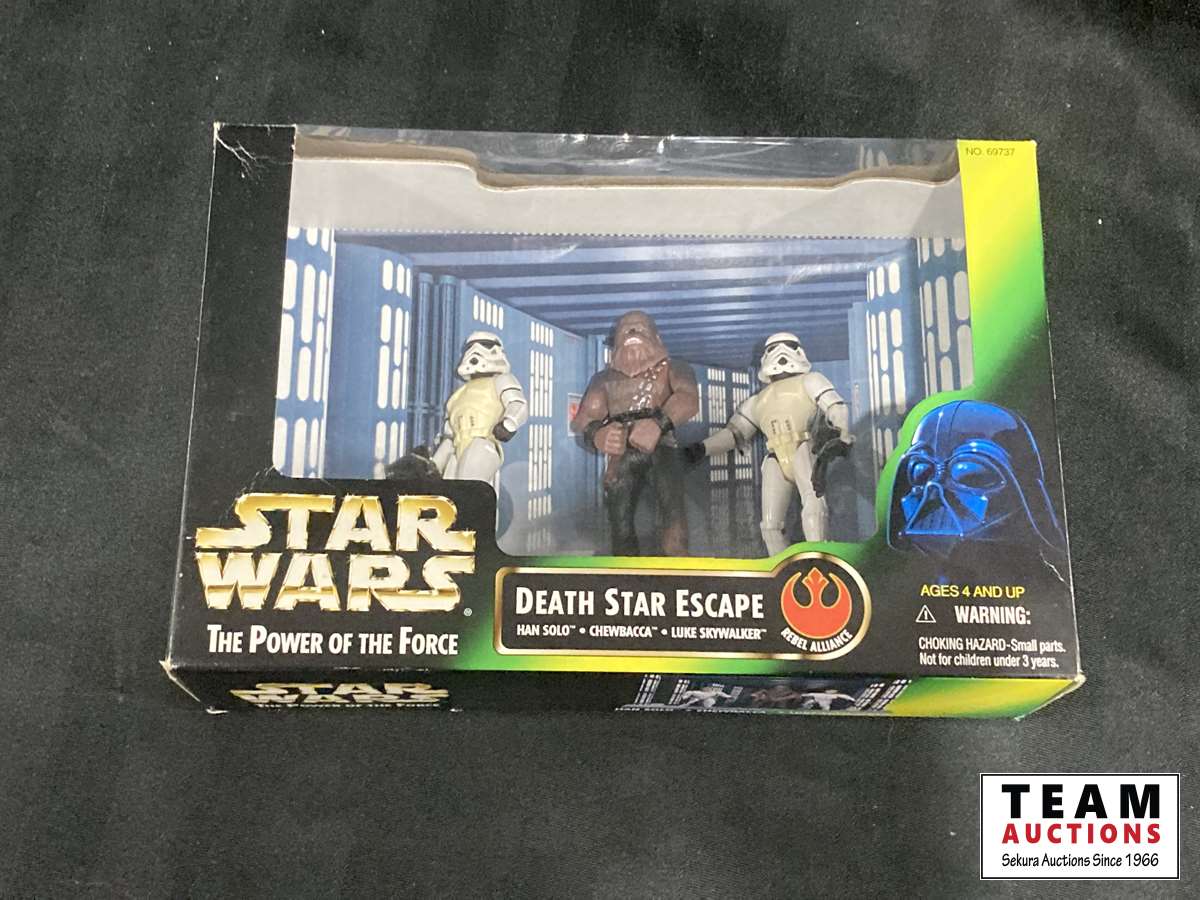 NO. 69737
STAR
WARS®
THE POWER OF THE FORCE
DEATH STAR ESCAPE
HAN SOLO™ • CHEWBACCA™ • LUKE SKYWALKER™
REBEL ALLIANCE
AGES 4 AND UP
WARNING:
CHOKING HAZARD-Small parts.
Not for children under 3 years.
STAR WARS
TEAM
AUCTIONS
Sekura Auctions Since 1966